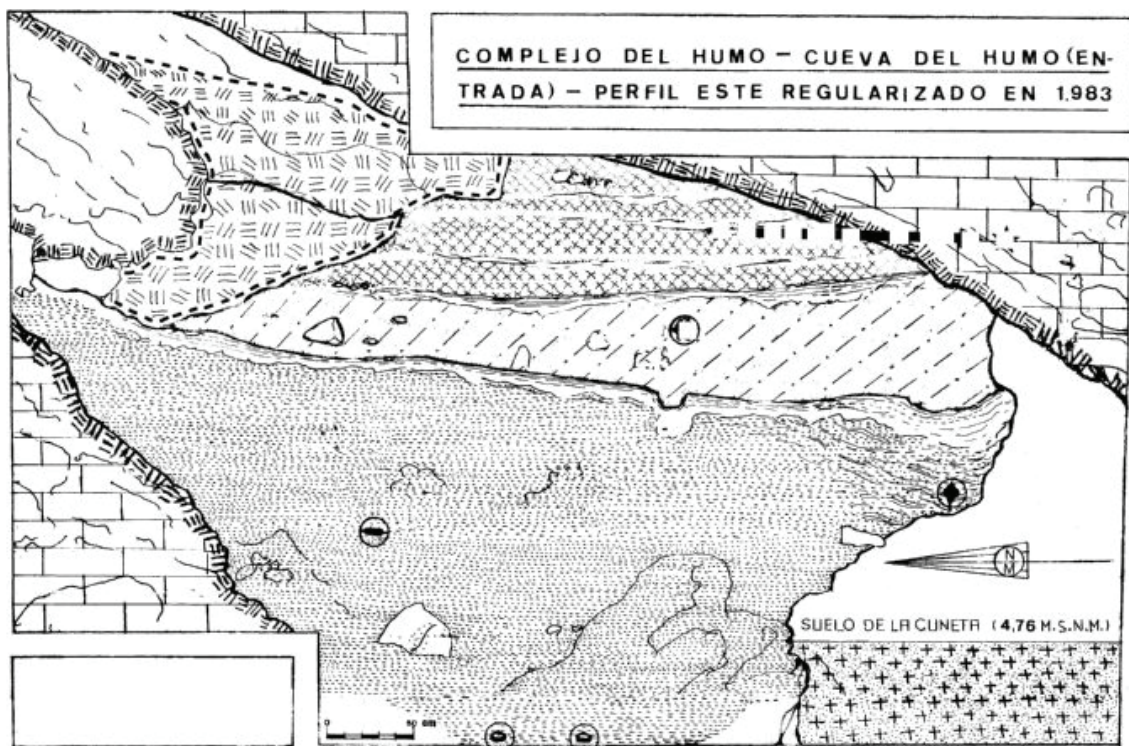 COMPLEJO DEL HUMO – CUEVA DEL HUMO (EN-
TRADA) – PERFIL ESTE REGULARIZADO EN 1.983
N
M
SUELO DE LA CUNETA (4,76 M.S.N.M.)
0 50 cm